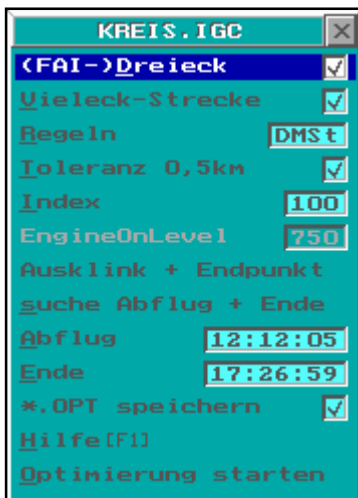 KREIS.IGC
(FAI-)Dreieck
Vieleck-Strecke
Regeln DMSt
Toleranz 0,5km
Index 100
EngineOnLevel 750
Ausklink + Endpunkt
suche Abflug + Ende
Abflug 12:12:05
Ende 17:26:59
*.OPT speichern
Hilfe[F1]
Optimierung starten